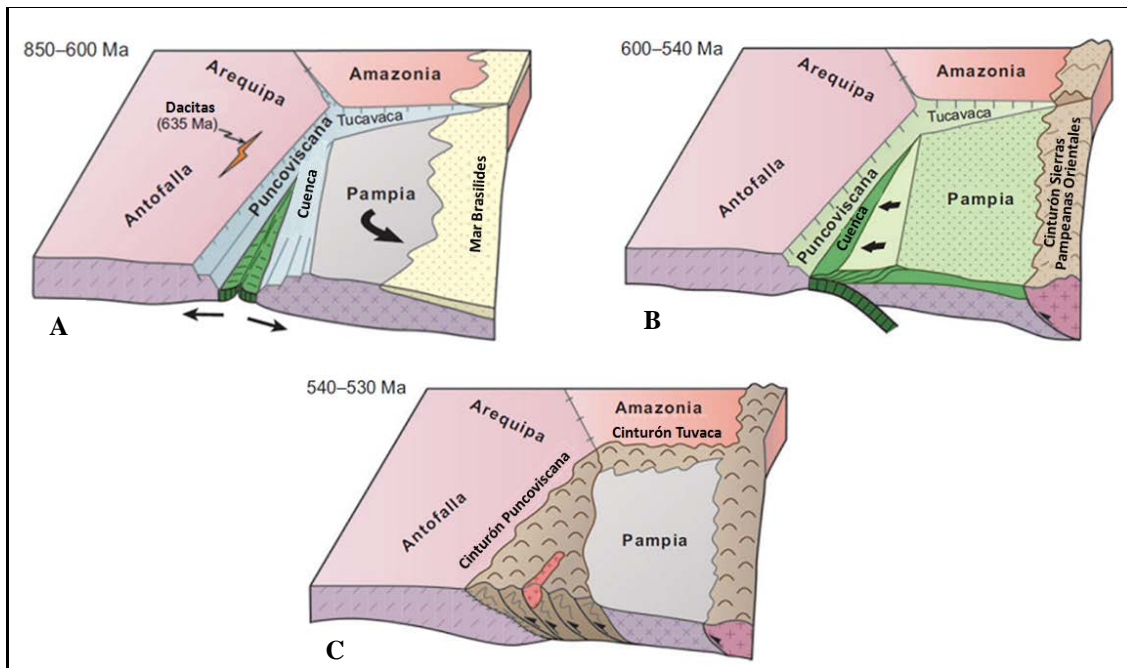 850–600 Ma
Arequipa
Amazonia
Dacitas
(635 Ma)
Tucavaca
Puncoviscana
Cuenca
Antofalla
Pampia
Mar Brasilides
A
600–540 Ma
Arequipa
Amazonia
Tucavaca
Antofalla
Puncoviscana
Cuenca
Pampia
Cinturón Sierras
Pampeanas Orientales
B
540–530 Ma
Arequipa
Amazonia
Cinturón Tuvaca
Antofalla
Cinturón Puncoviscana
Pampia
C